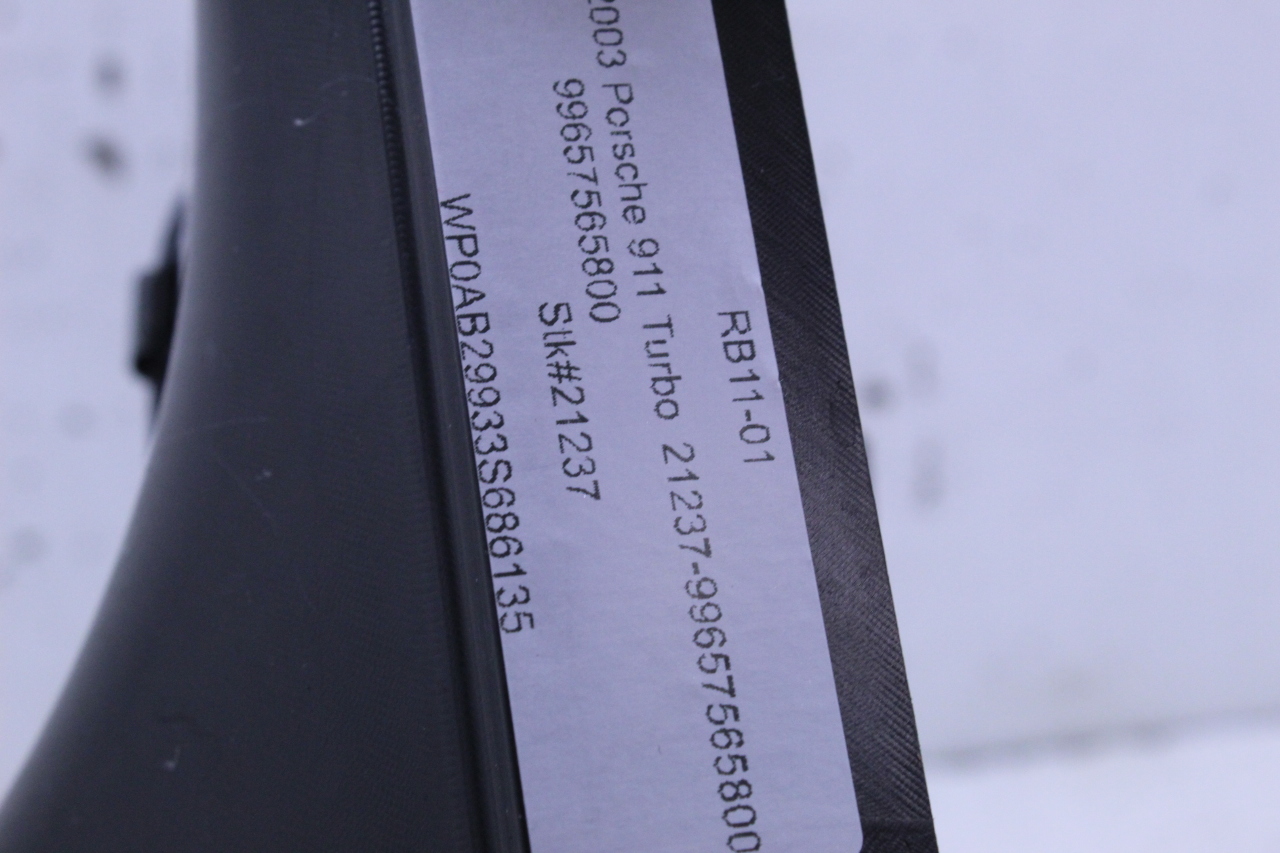 RB11-01
2003 Porsche 911 Turbo 21237-99657565800
99657565800
Stk#21237
WP0AB29933S686135